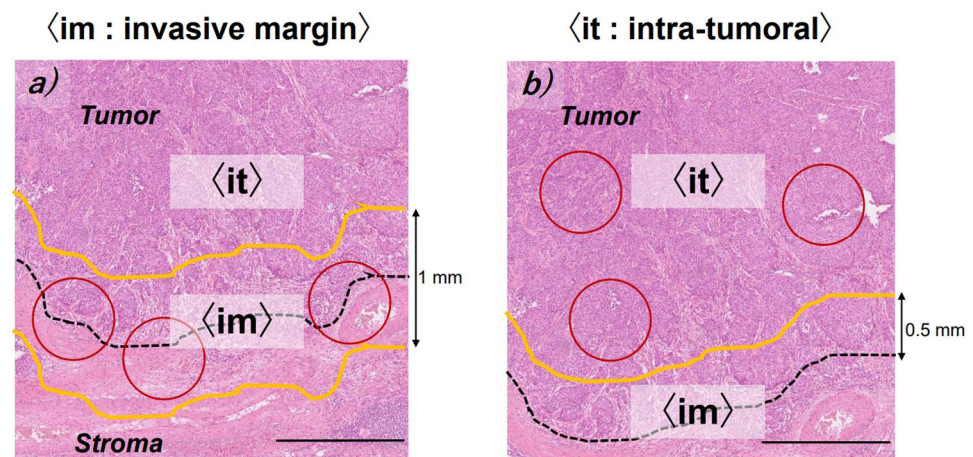 〈im : invasive margin〉
〈it : intra-tumoral〉
a)
Tumor
〈it〉
1 mm
〈im〉
Stroma
b)
Tumor
〈it〉
0.5 mm
〈im〉